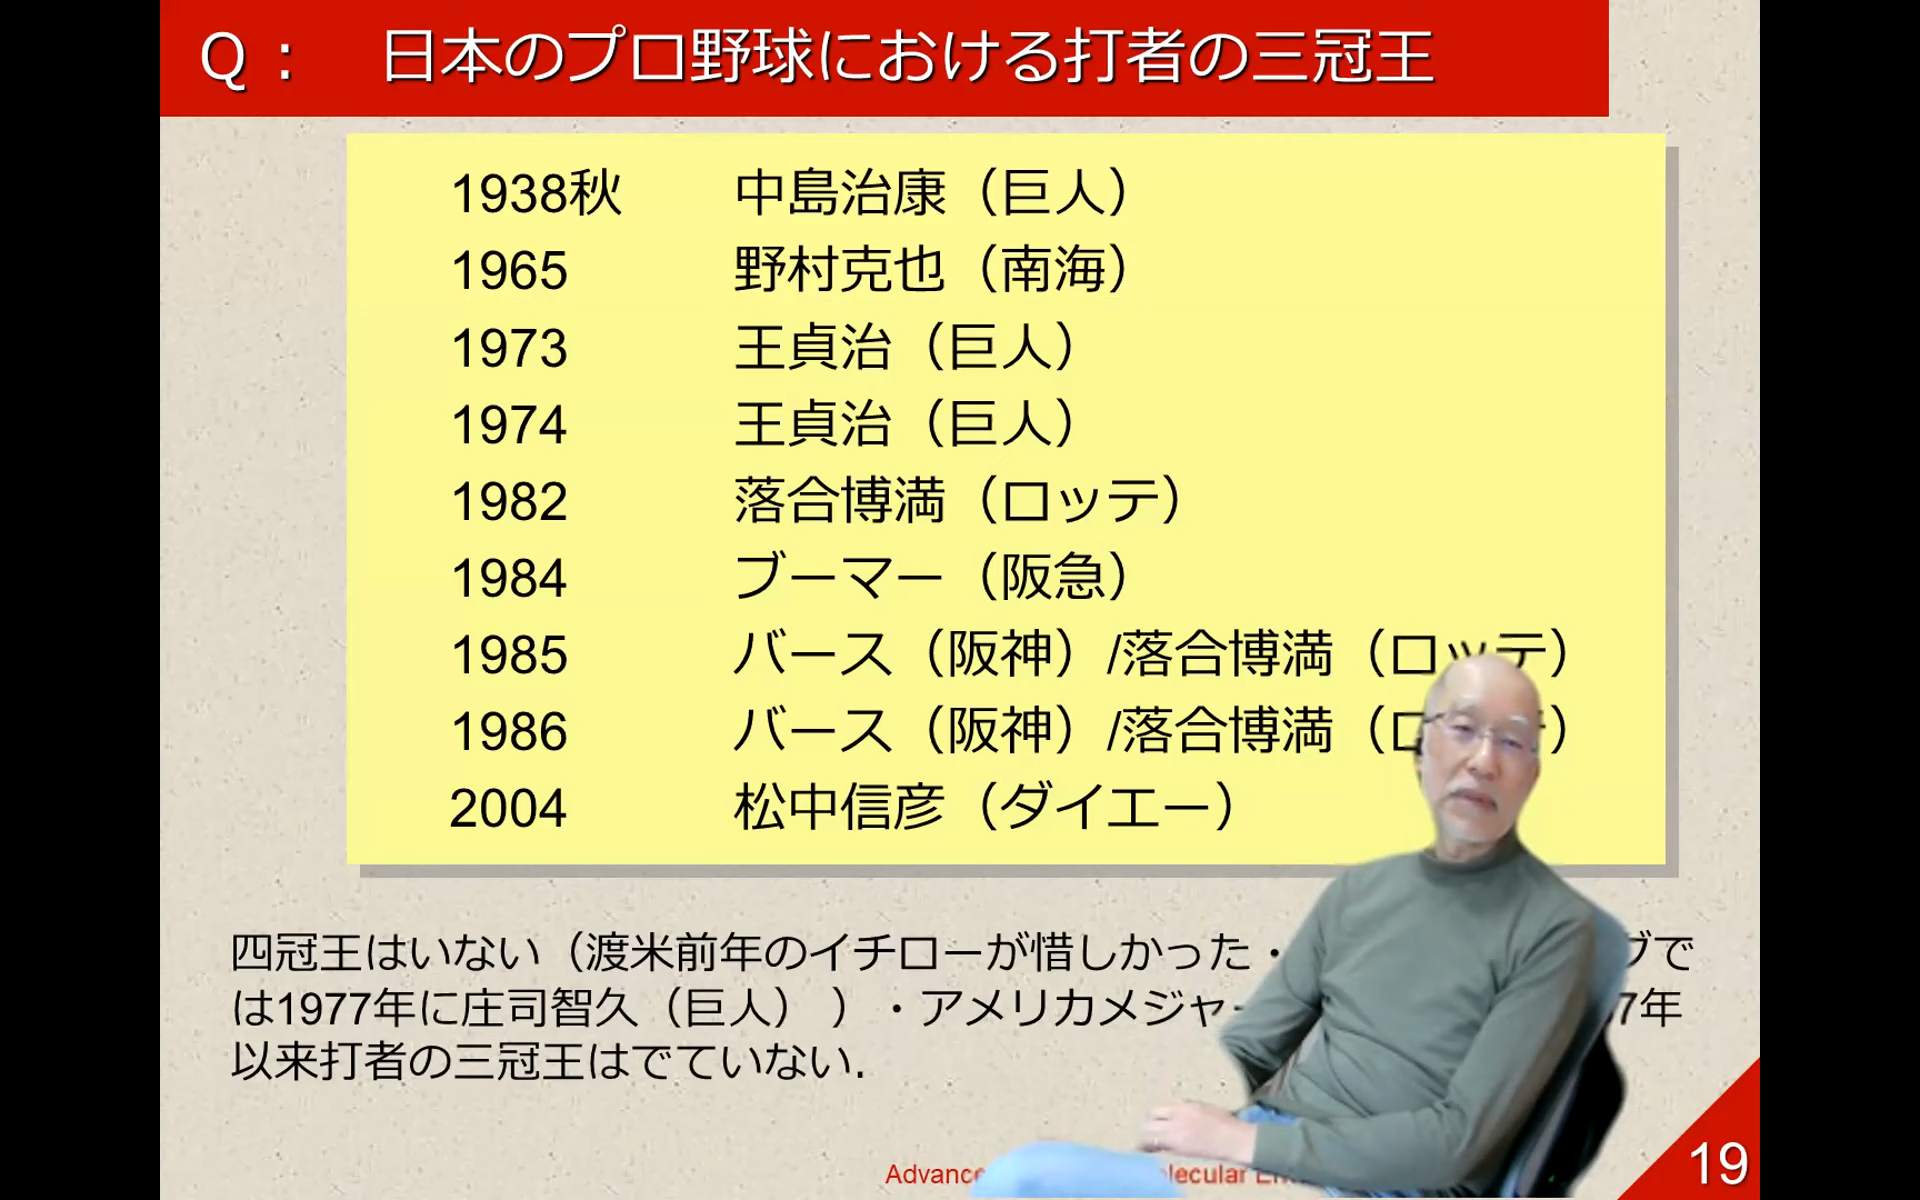 Q： 日本のプロ野球における打者の三冠王
1938秋 中島治康（巨人）
1965 野村克也（南海）
1973 王貞治（巨人）
1974 王貞治（巨人）
1982 落合博満（ロッテ）
1984 ブーマー（阪急）
1985 バース（阪神）/落合博満（ロッテ）
1986 バース（阪神）/落合博満（ロ）
2004 松中信彦（ダイエー）
四冠王はいない（渡米前年のイチローが惜しかった・ブで
は1977年に庄司智久（巨人））・アメリカメジャー7年
以来打者の三冠王はでていない．
19